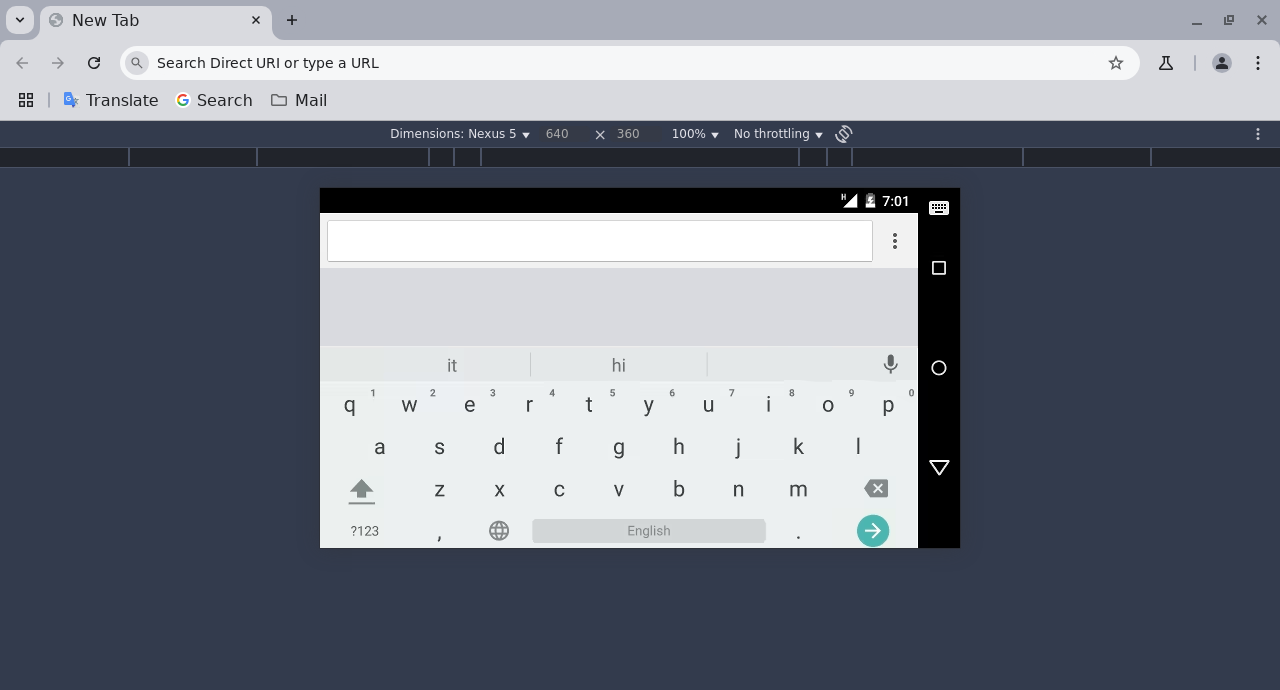 New Tab
Search Direct URI or type a URL
Translate Search Mail
Dimensions: Nexus 5 640 × 360 100% No throttling
H 7:01
it hi
1 2 3 4 5 6 7 8 9 0
q w e r t y u i o p
a s d f g h j k l
z x c v b n m
?123 , English .